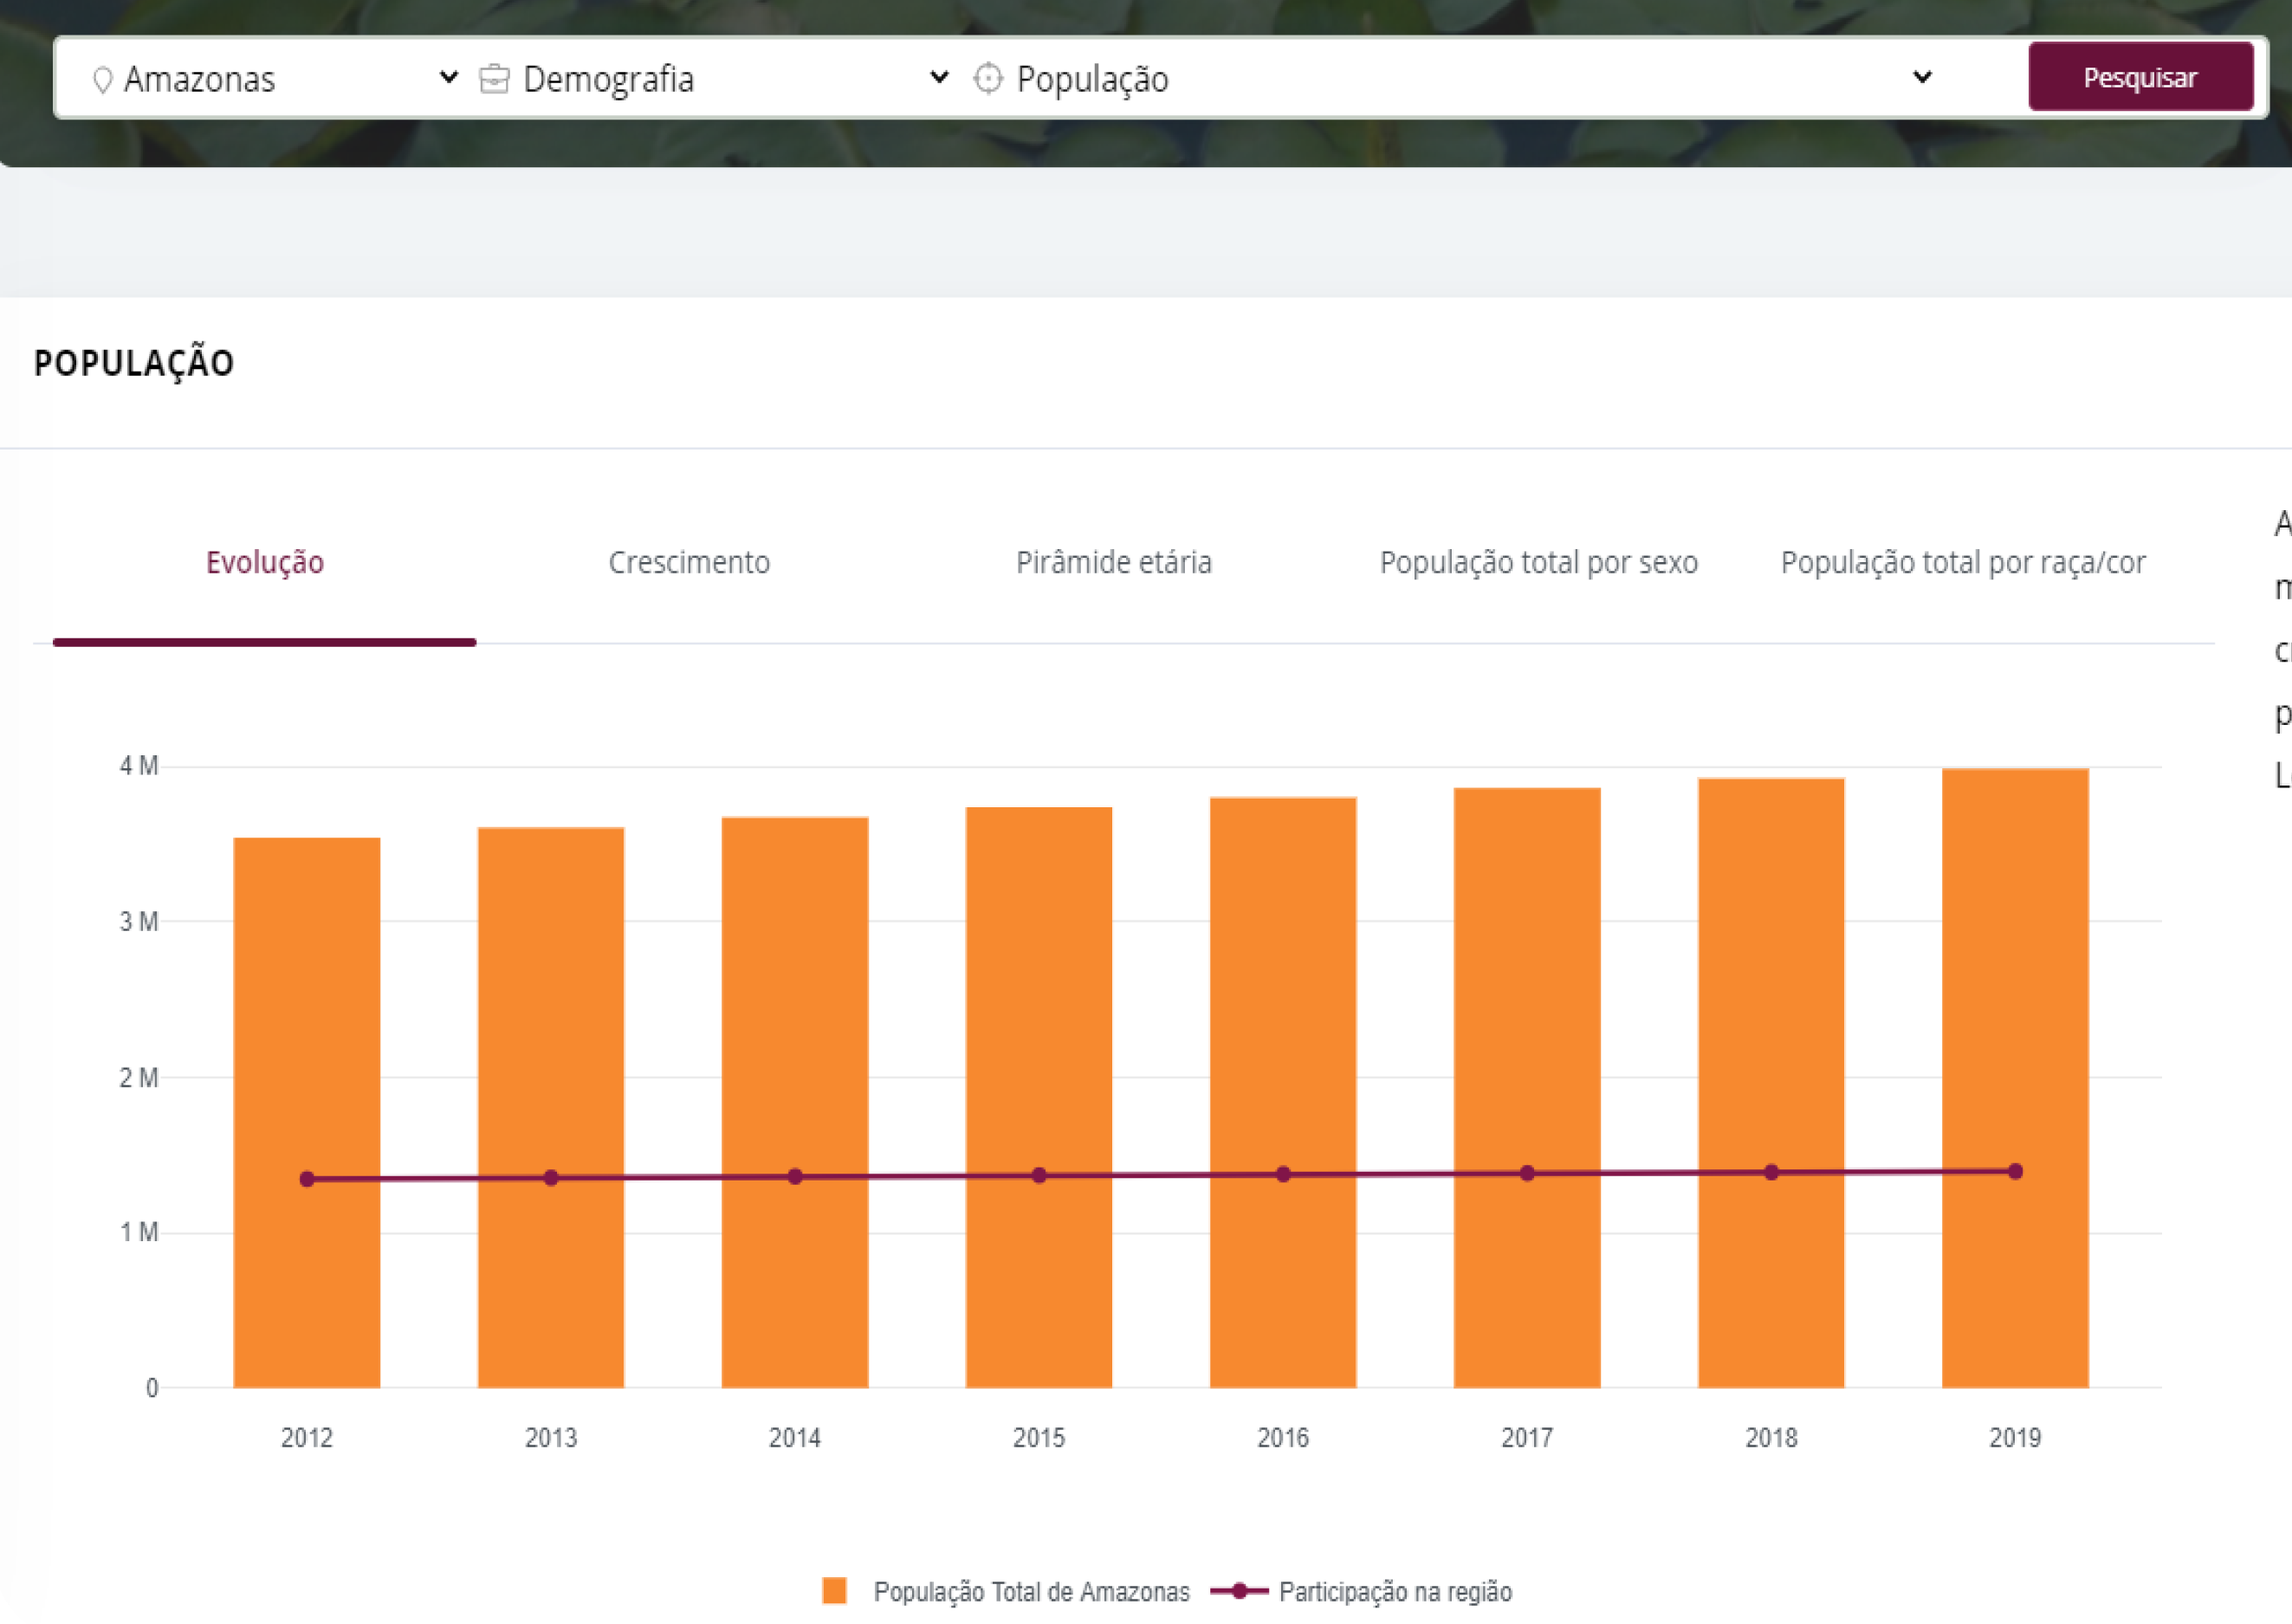 Amazonas Demografia População Pesquisar
POPULAÇÃO
Evolução Crescimento Pirâmide etária População total por sexo População total por raça/cor
4 M
3 M
2 M
1 M
0
2012 2013 2014 2015 2016 2017 2018 2019
População Total de Amazonas Participação na região